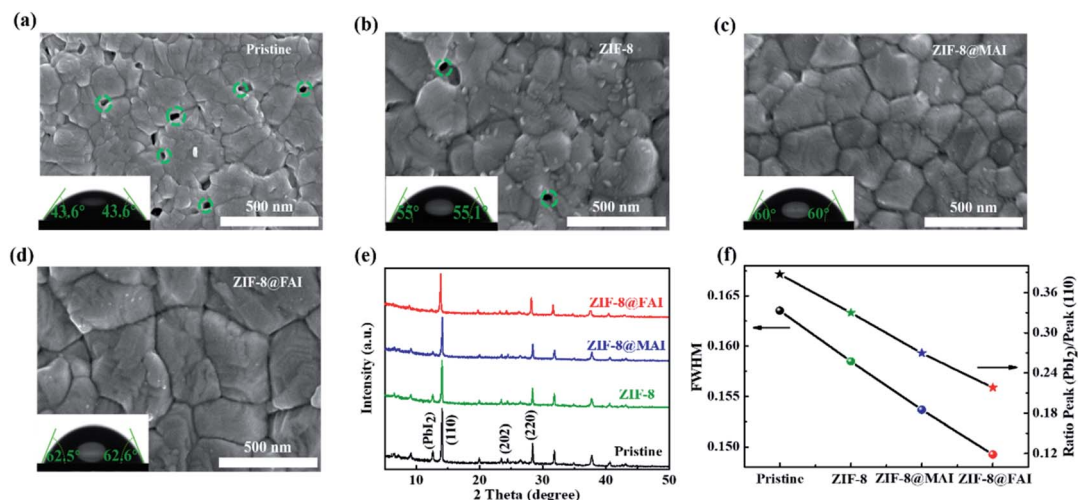 (a)
Pristine
43.6° 43.6°
500 nm
(b)
ZIF-8
55° 55.1°
500 nm
(c)
ZIF-8@MAI
60° 60°
500 nm
(d)
ZIF-8@FAI
62.5° 62.6°
500 nm
(e)
Intensity (a.u.)
ZIF-8@FAI
ZIF-8@MAI
ZIF-8
(PbI₂)
(110)
(202)
(220)
Pristine
10 20 30 40 50
2 Theta (degree)
(f)
FWHM
0.165
0.160
0.155
0.150
0.36
0.30
0.24
0.18
0.12
Ratio Peak (PbI₂)/Peak (110)
Pristine ZIF-8 ZIF-8@MAI ZIF-8@FAI